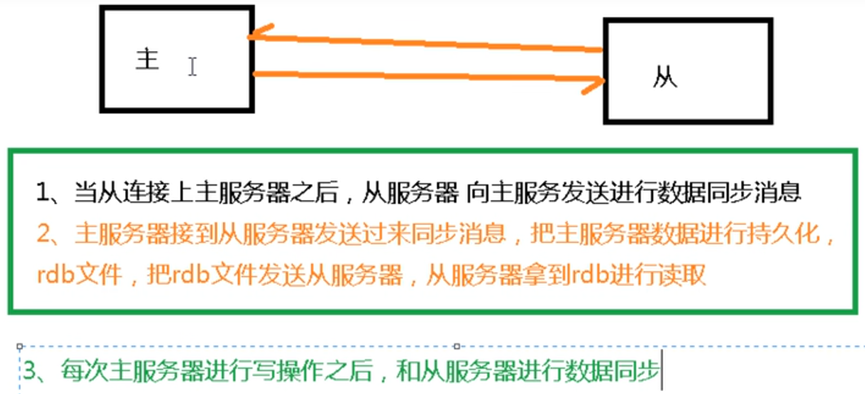 主
从
1、当从连接上主服务器之后，从服务器 向主服务发送进行数据同步消息
2、主服务器接到从服务器发送过来同步消息，把主服务器数据进行持久化，
rdb文件，把rdb文件发送从服务器，从服务器拿到rdb进行读取
3、每次主服务器进行写操作之后，和从服务器进行数据同步